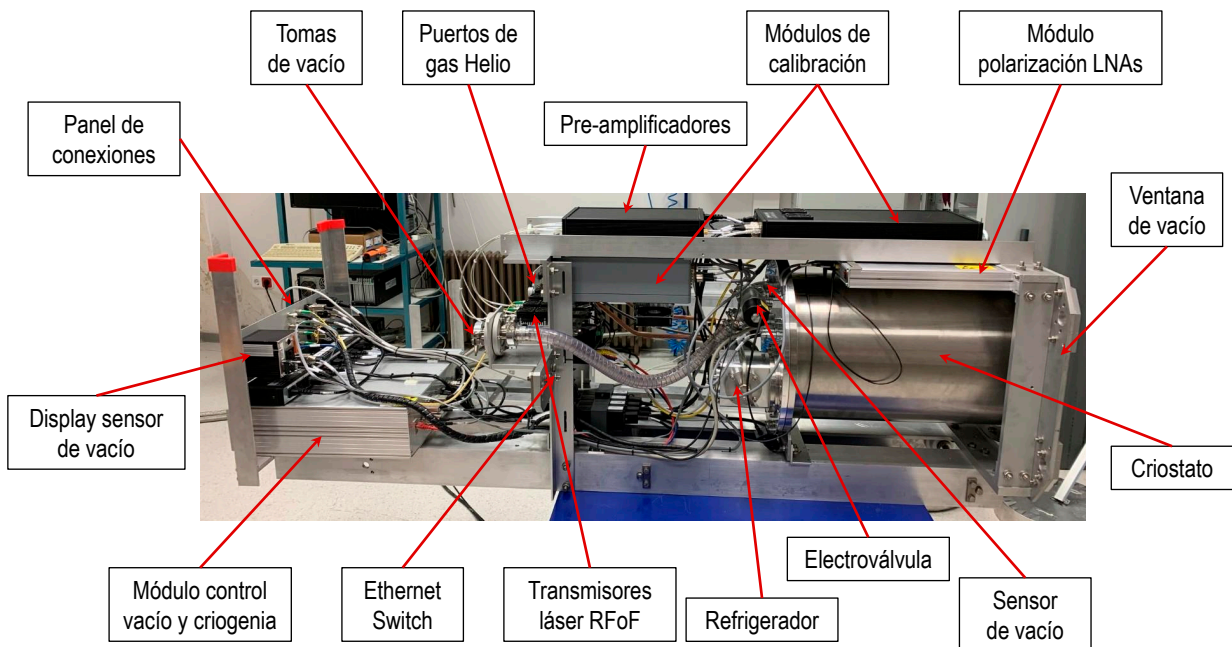 Tomas
de vacío
Puertos de
gas Helio
Módulos de
calibración
Módulo
polarización LNAs
Panel de
conexiones
Pre-amplificadores
Ventana
de vacío
Display sensor
de vacío
Criostato
Módulo control
vacío y criogenia
Ethernet
Switch
Transmisores
láser RFoF
Refrigerador
Electroválvula
Sensor
de vacío